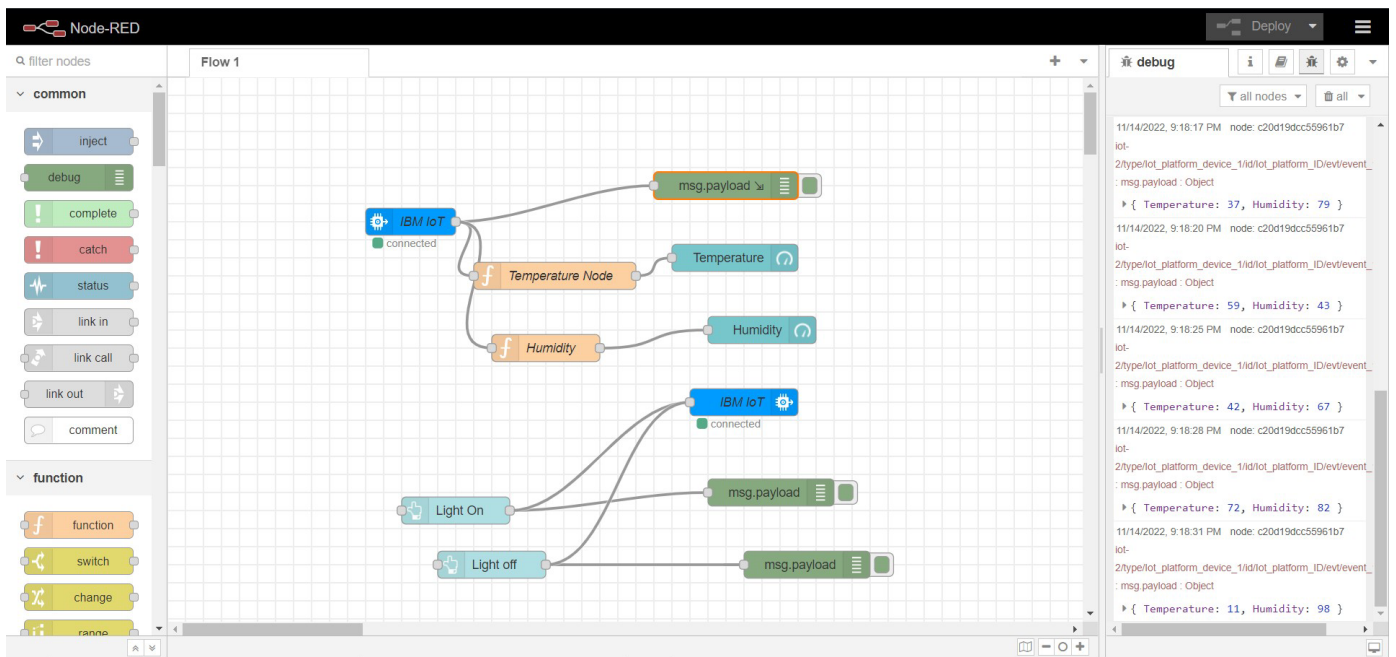 Node-RED
Deploy
filter nodes
Flow 1
debug
i
all nodes
all
common
inject
debug
complete
catch
status
link in
link call
link out
comment
function
function
switch
change
range
IBM IoT
connected
msg.payload
Temperature Node
Temperature
Humidity
Humidity
IBM IoT
connected
Light On
msg.payload
Light off
msg.payload
11/14/2022, 9:18:17 PM node: c20d19dcc55961b7
iot-
2/type/Iot_platform_device_1/id/Iot_platform_ID/evt/event_
: msg.payload : Object
{ Temperature: 37, Humidity: 79 }
11/14/2022, 9:18:20 PM node: c20d19dcc55961b7
iot-
2/type/Iot_platform_device_1/id/Iot_platform_ID/evt/event_
: msg.payload : Object
{ Temperature: 59, Humidity: 43 }
11/14/2022, 9:18:25 PM node: c20d19dcc55961b7
iot-
2/type/Iot_platform_device_1/id/Iot_platform_ID/evt/event_
: msg.payload : Object
{ Temperature: 42, Humidity: 67 }
11/14/2022, 9:18:28 PM node: c20d19dcc55961b7
iot-
2/type/Iot_platform_device_1/id/Iot_platform_ID/evt/event_
: msg.payload : Object
{ Temperature: 72, Humidity: 82 }
11/14/2022, 9:18:31 PM node: c20d19dcc55961b7
iot-
2/type/Iot_platform_device_1/id/Iot_platform_ID/evt/event_
: msg.payload : Object
{ Temperature: 11, Humidity: 98 }